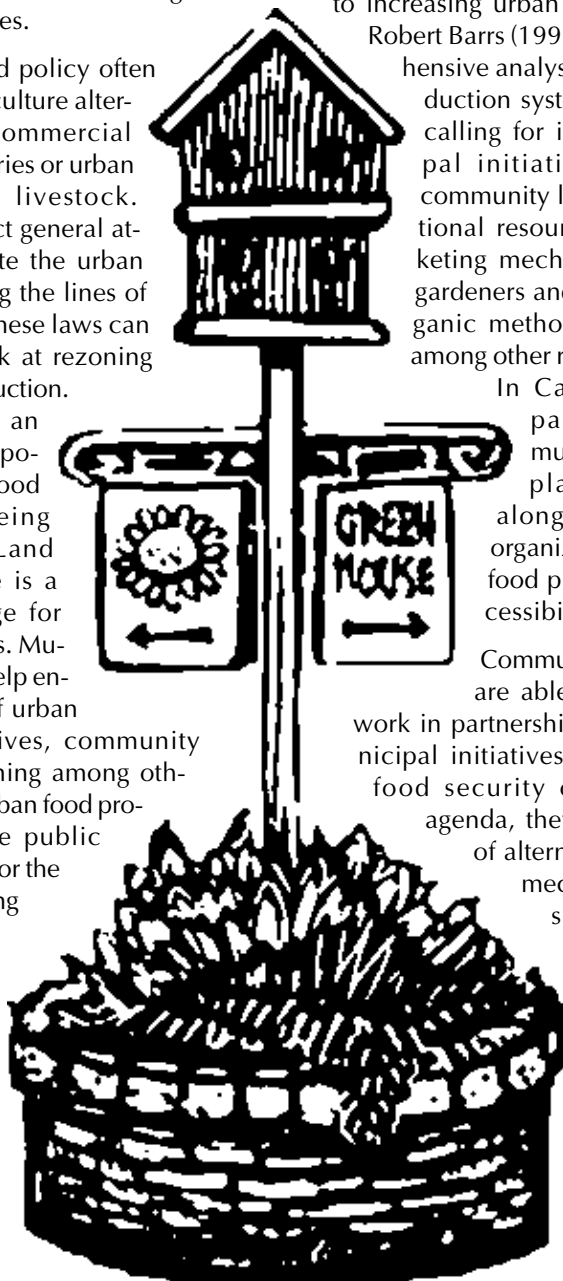 es.
d policy often
culture alter-
ommercial
ries or urban
livestock.
ct general at-
te the urban
g the lines of
hese laws can
k at rezoning
uction.
an
po-
ood
eing
Land
e is a
ge for
s. Mu-
elp en-
f urban
ives, community
ning among oth-
ban food pro-
e public
or the
ng
to increasing urban
Robert Barrs (199
hensive analys
duction syst
calling for i
pal initiati
community l
tional resour
keting mech
gardeners and
ganic metho
among other r
In Ca
pa
mu
pla
along
organiz
food p
cessibi
Commu
are able
work in partnershi
nicipal initiatives
food security
agenda, they
of altern
med
s
GREEN
HOUSE